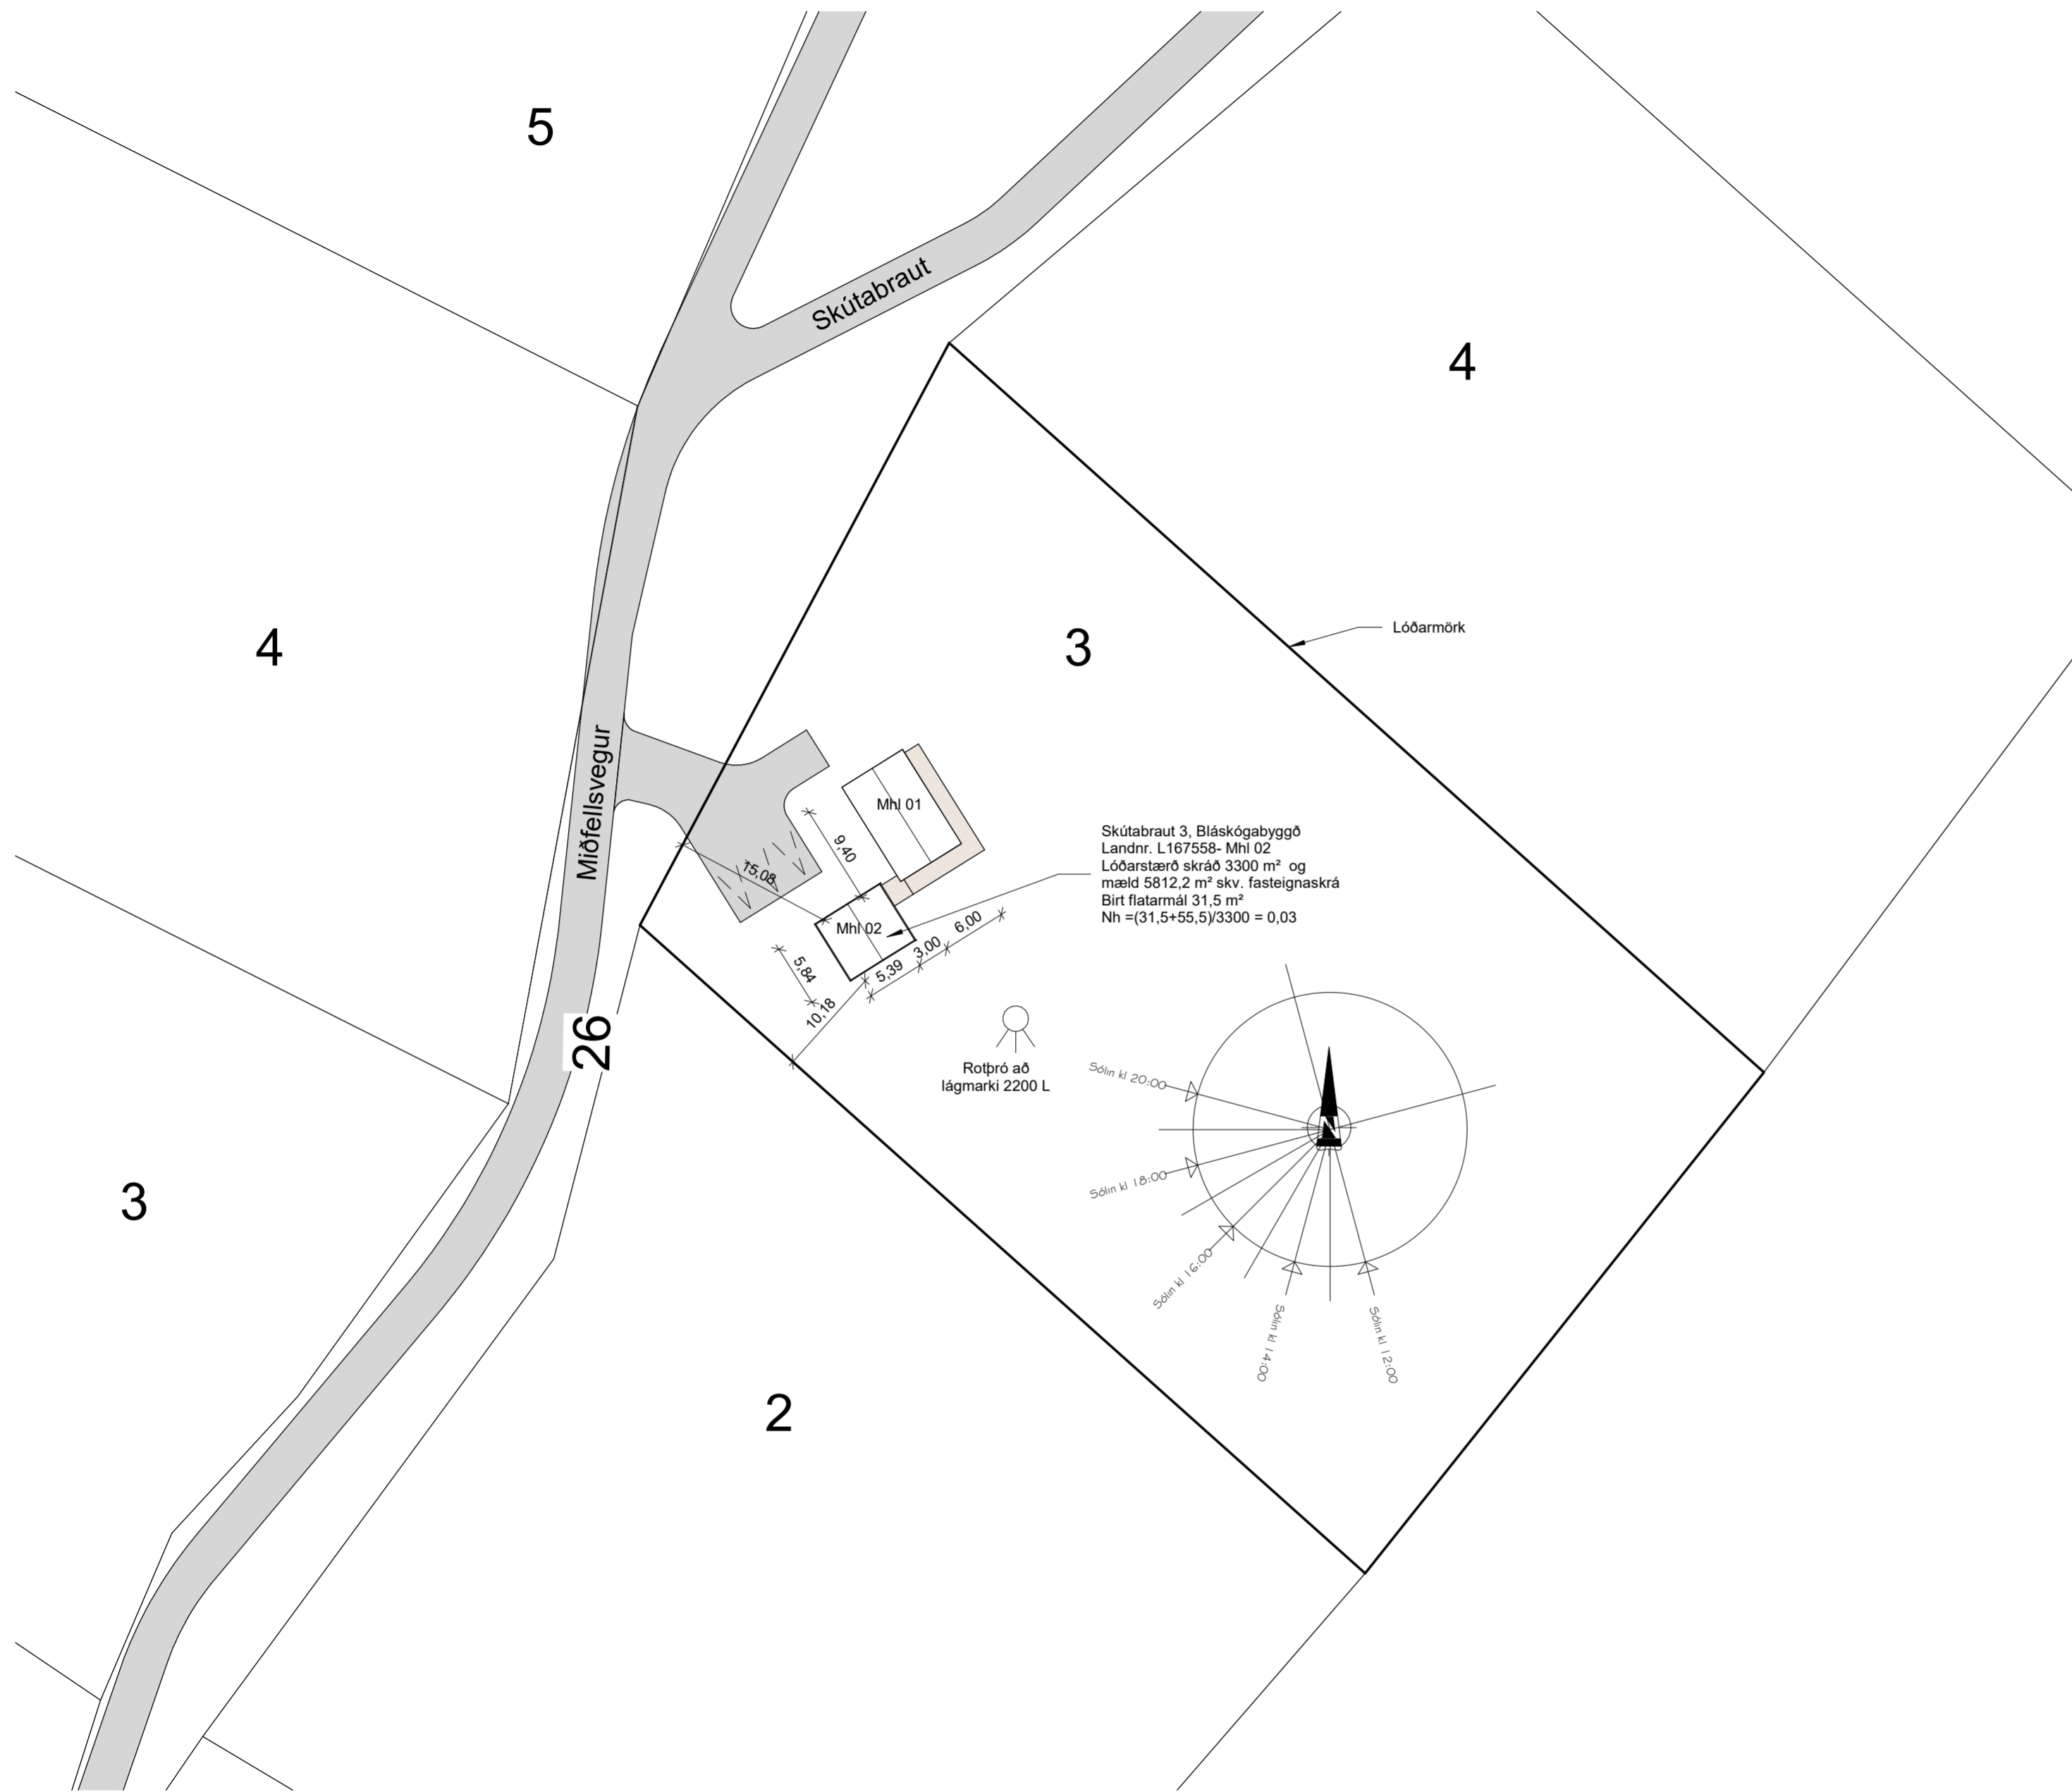 5
Skútabraut
4
3
4
Lóðarmörk
Miðfellsvegur
Mhl 01
9,40
15,08
Skútabraut 3, Bláskógabyggð
Landnr. L167558- Mhl 02
Lóðarstærð skráð 3300 m² og
mæld 5812,2 m² skv. fasteignaskrá
Birt flatarmál 31,5 m²
Nh =(31,5+55,5)/3300 = 0,03
Mhl 02
6,00
3,00
5,39
5,84
10,18
26
Rotþró að
lágmarki 2200 L
Sólin kl 20:00
N
Sólin kl 18:00
Sólin kl 16:00
Sólin kl 14:00
Sólin kl 12:00
3
2